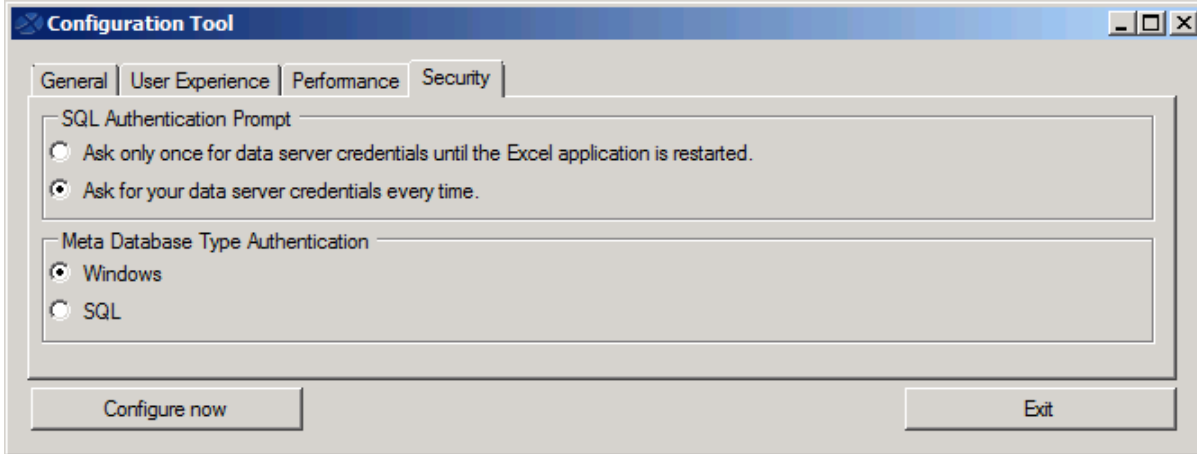 Configuration Tool
General
User Experience
Performance
Security
SQL Authentication Prompt
Ask only once for data server credentials until the Excel application is restarted.
Ask for your data server credentials every time.
Meta Database Type Authentication
Windows
SQL
Configure now
Exit